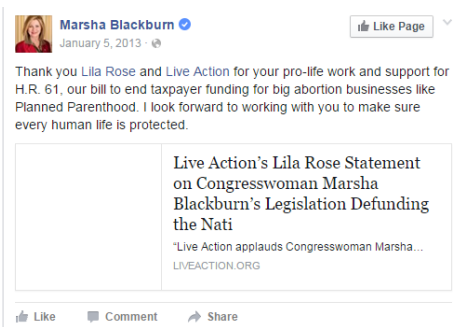 Marsha Blackburn
Like Page
January 5, 2013 ·
Thank you Lila Rose and Live Action for your pro-life work and support for
H.R. 61, our bill to end taxpayer funding for big abortion businesses like
Planned Parenthood. I look forward to working with you to make sure
every human life is protected.
Live Action's Lila Rose Statement
on Congresswoman Marsha
Blackburn's Legislation Defunding
the Nati
"Live Action applauds Congresswoman Marsha...
LIVEACTION.ORG
Like Comment Share